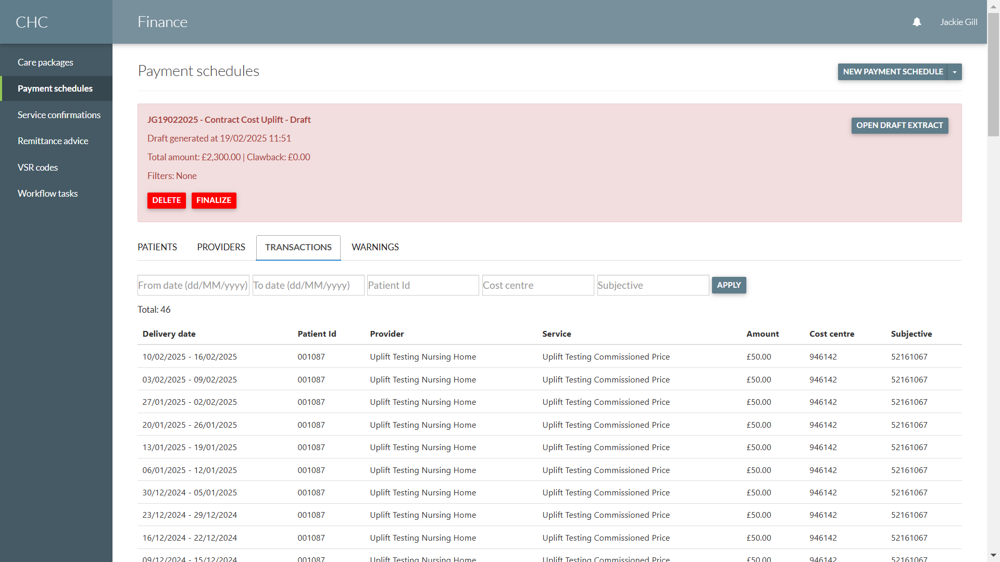 CHC
Finance
Jackie Gill
Care packages
Payment schedules
Service confirmations
Remittance advice
VSR codes
Workflow tasks
Payment schedules
NEW PAYMENT SCHEDULE
JG19022025 - Contract Cost Uplift - Draft
Draft generated at 19/02/2025 11:51
Total amount: £2,300.00 | Clawback: £0.00
Filters: None
OPEN DRAFT EXTRACT
DELETE FINALIZE
PATIENTS PROVIDERS TRANSACTIONS WARNINGS
From date (dd/MM/yyyy) To date (dd/MM/yyyy) Patient Id Cost centre Subjective APPLY
Total: 46
Delivery date Patient Id Provider Service Amount Cost centre Subjective
10/02/2025 - 16/02/2025 001087 Uplift Testing Nursing Home Uplift Testing Commissioned Price £50.00 946142 52161067
03/02/2025 - 09/02/2025 001087 Uplift Testing Nursing Home Uplift Testing Commissioned Price £50.00 946142 52161067
27/01/2025 - 02/02/2025 001087 Uplift Testing Nursing Home Uplift Testing Commissioned Price £50.00 946142 52161067
20/01/2025 - 26/01/2025 001087 Uplift Testing Nursing Home Uplift Testing Commissioned Price £50.00 946142 52161067
13/01/2025 - 19/01/2025 001087 Uplift Testing Nursing Home Uplift Testing Commissioned Price £50.00 946142 52161067
06/01/2025 - 12/01/2025 001087 Uplift Testing Nursing Home Uplift Testing Commissioned Price £50.00 946142 52161067
30/12/2024 - 05/01/2025 001087 Uplift Testing Nursing Home Uplift Testing Commissioned Price £50.00 946142 52161067
23/12/2024 - 29/12/2024 001087 Uplift Testing Nursing Home Uplift Testing Commissioned Price £50.00 946142 52161067
16/12/2024 - 22/12/2024 001087 Uplift Testing Nursing Home Uplift Testing Commissioned Price £50.00 946142 52161067
09/12/2024 - 15/12/2024 001087 Uplift Testing Nursing Home Uplift Testing Commissioned Price £50.00 946142 52161067